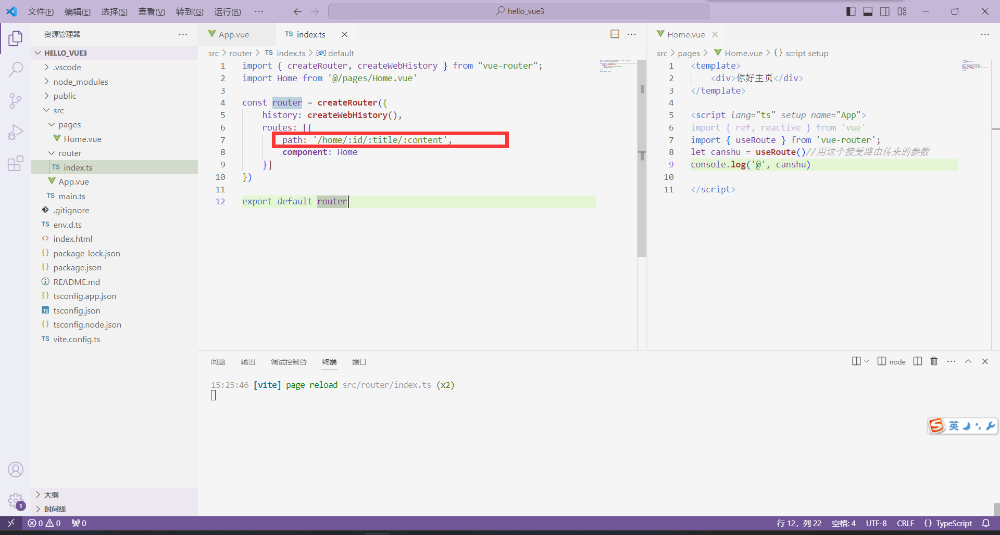 文件(F) 编辑(E) 选择(S) 查看(V) 转到(G) 运行(R) ··· hello_vue3
资源管理器 ···
HELLO_VUE3
.vscode
node_modules
public
src
pages
Home.vue
router
TS index.ts
App.vue
TS main.ts
.gitignore
TS env.d.ts
<> index.html
{} package-lock.json
{} package.json
README.md
{} tsconfig.app.json
TS tsconfig.json
{} tsconfig.node.json
TS vite.config.ts
大纲
时间线
1
App.vue TS index.ts ···
src > router > TS index.ts > default
1 import { createRouter, createWebHistory } from "vue-router";
2 import Home from '@/pages/Home.vue'
3
4 const router = createRouter({
5 history: createWebHistory(),
6 routes: [{
7 path: '/home/:id/:title/:content',
8 component: Home
9 }]
10 })
11
12 export default router
Home.vue ···
src > pages > Home.vue > {} script setup
1 <template>
2 <div>你好主页</div>
3 </template>
4
5 <script lang="ts" setup name="App">
6 import { ref, reactive } from 'vue'
7 import { useRoute } from 'vue-router';
8 let canshu = useRoute()//用这个接受路由传来的参数
9 console.log('@', canshu)
10
11 </script>
问题 输出 调试控制台 终端 端口 node ···
15:25:46 [vite] page reload src/router/index.ts (x2)
英
0 0 0 行 12，列 22 空格: 4 UTF-8 CRLF {} TypeScript